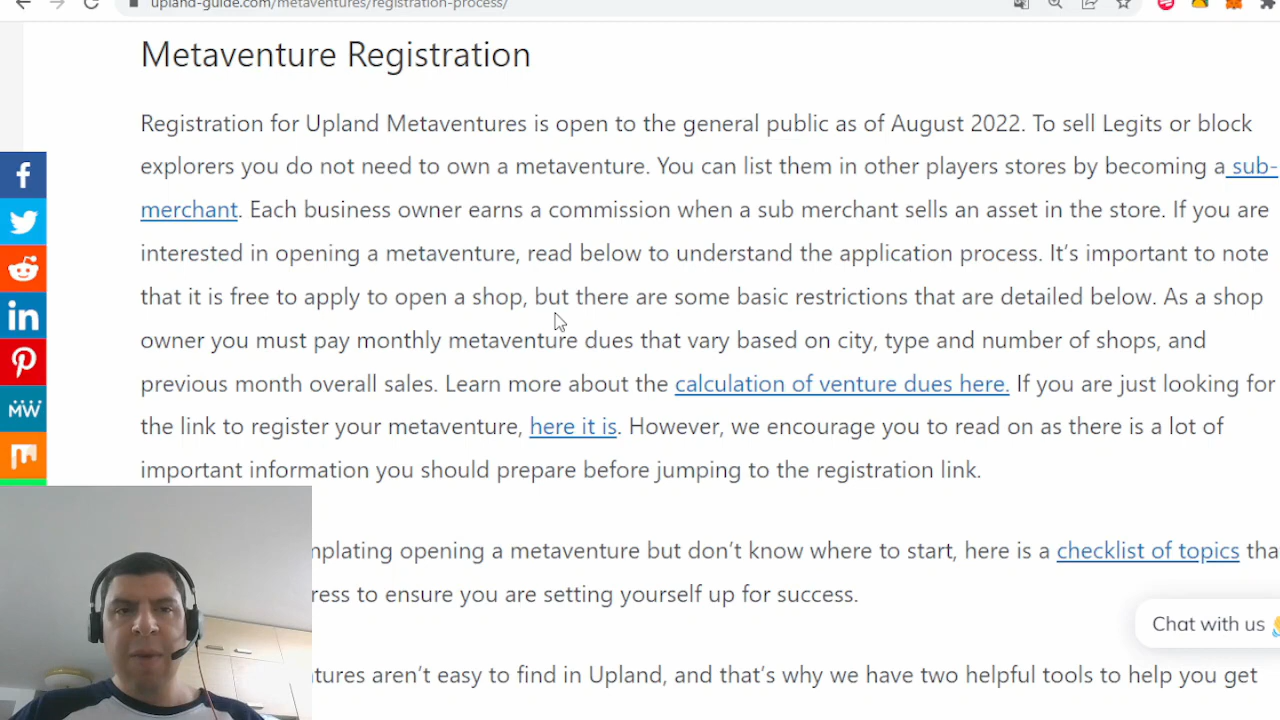 upland-guide.com/metaventures/registration-process/
Metaventure Registration
Registration for Upland Metaventures is open to the general public as of August 2022. To sell Legits or block
explorers you do not need to own a metaventure. You can list them in other players stores by becoming a sub-
merchant. Each business owner earns a commission when a sub merchant sells an asset in the store. If you are
interested in opening a metaventure, read below to understand the application process. It's important to note
that it is free to apply to open a shop, but there are some basic restrictions that are detailed below. As a shop
owner you must pay monthly metaventure dues that vary based on city, type and number of shops, and
previous month overall sales. Learn more about the calculation of venture dues here. If you are just looking for
the link to register your metaventure, here it is. However, we encourage you to read on as there is a lot of
important information you should prepare before jumping to the registration link.
mplating opening a metaventure but don't know where to start, here is a checklist of topics tha
ress to ensure you are setting yourself up for success.
Chat with us
tures aren't easy to find in Upland, and that's why we have two helpful tools to help you get